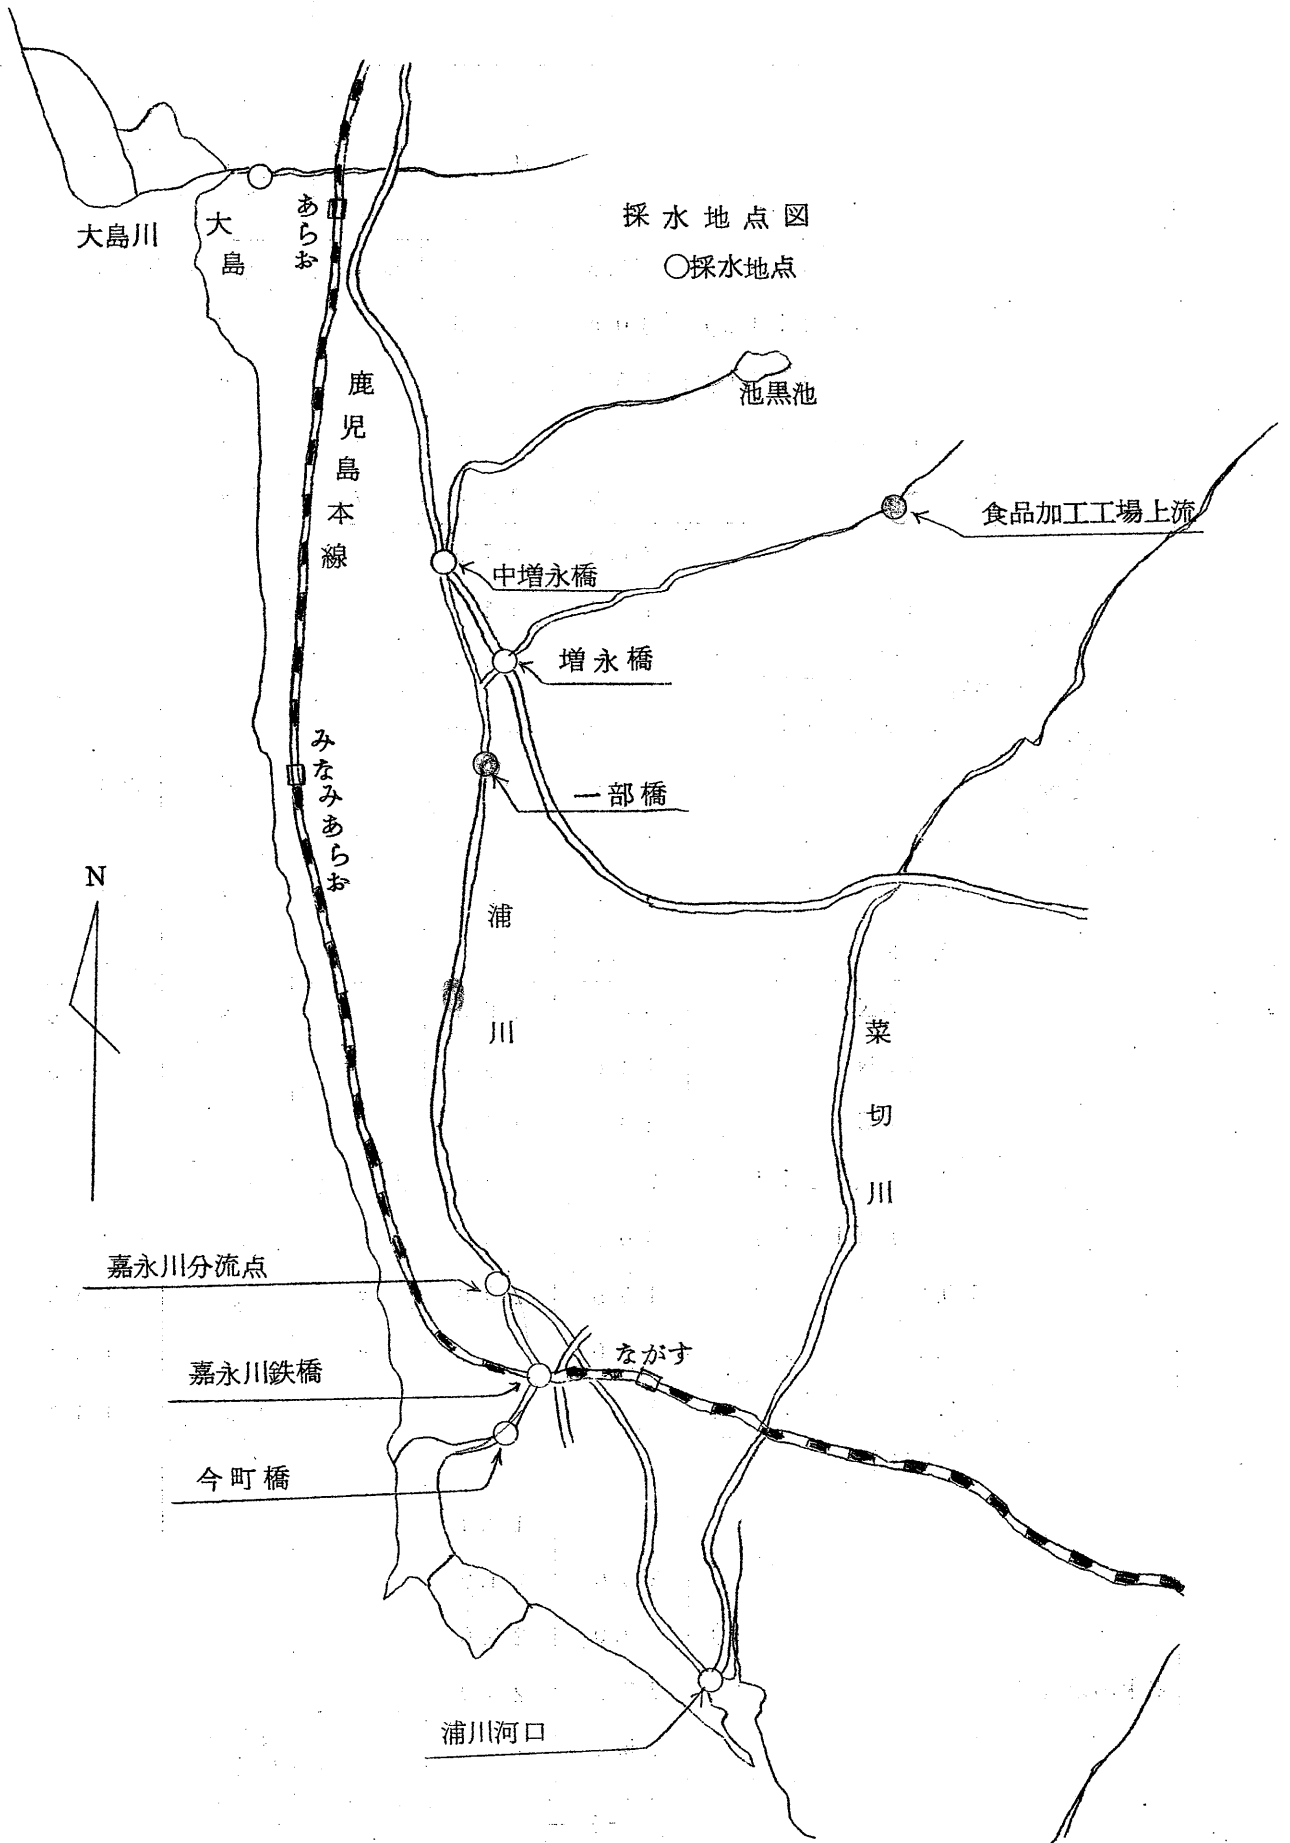 採水地点図
○採水地点
大島川
大島
あらお
鹿児島本線
池黒池
食品加工工場上流
中増永橋
増永橋
みなみあらお
一部橋
N
浦川
菜切川
嘉永川分流点
ながす
嘉永川鉄橋
今町橋
浦川河口